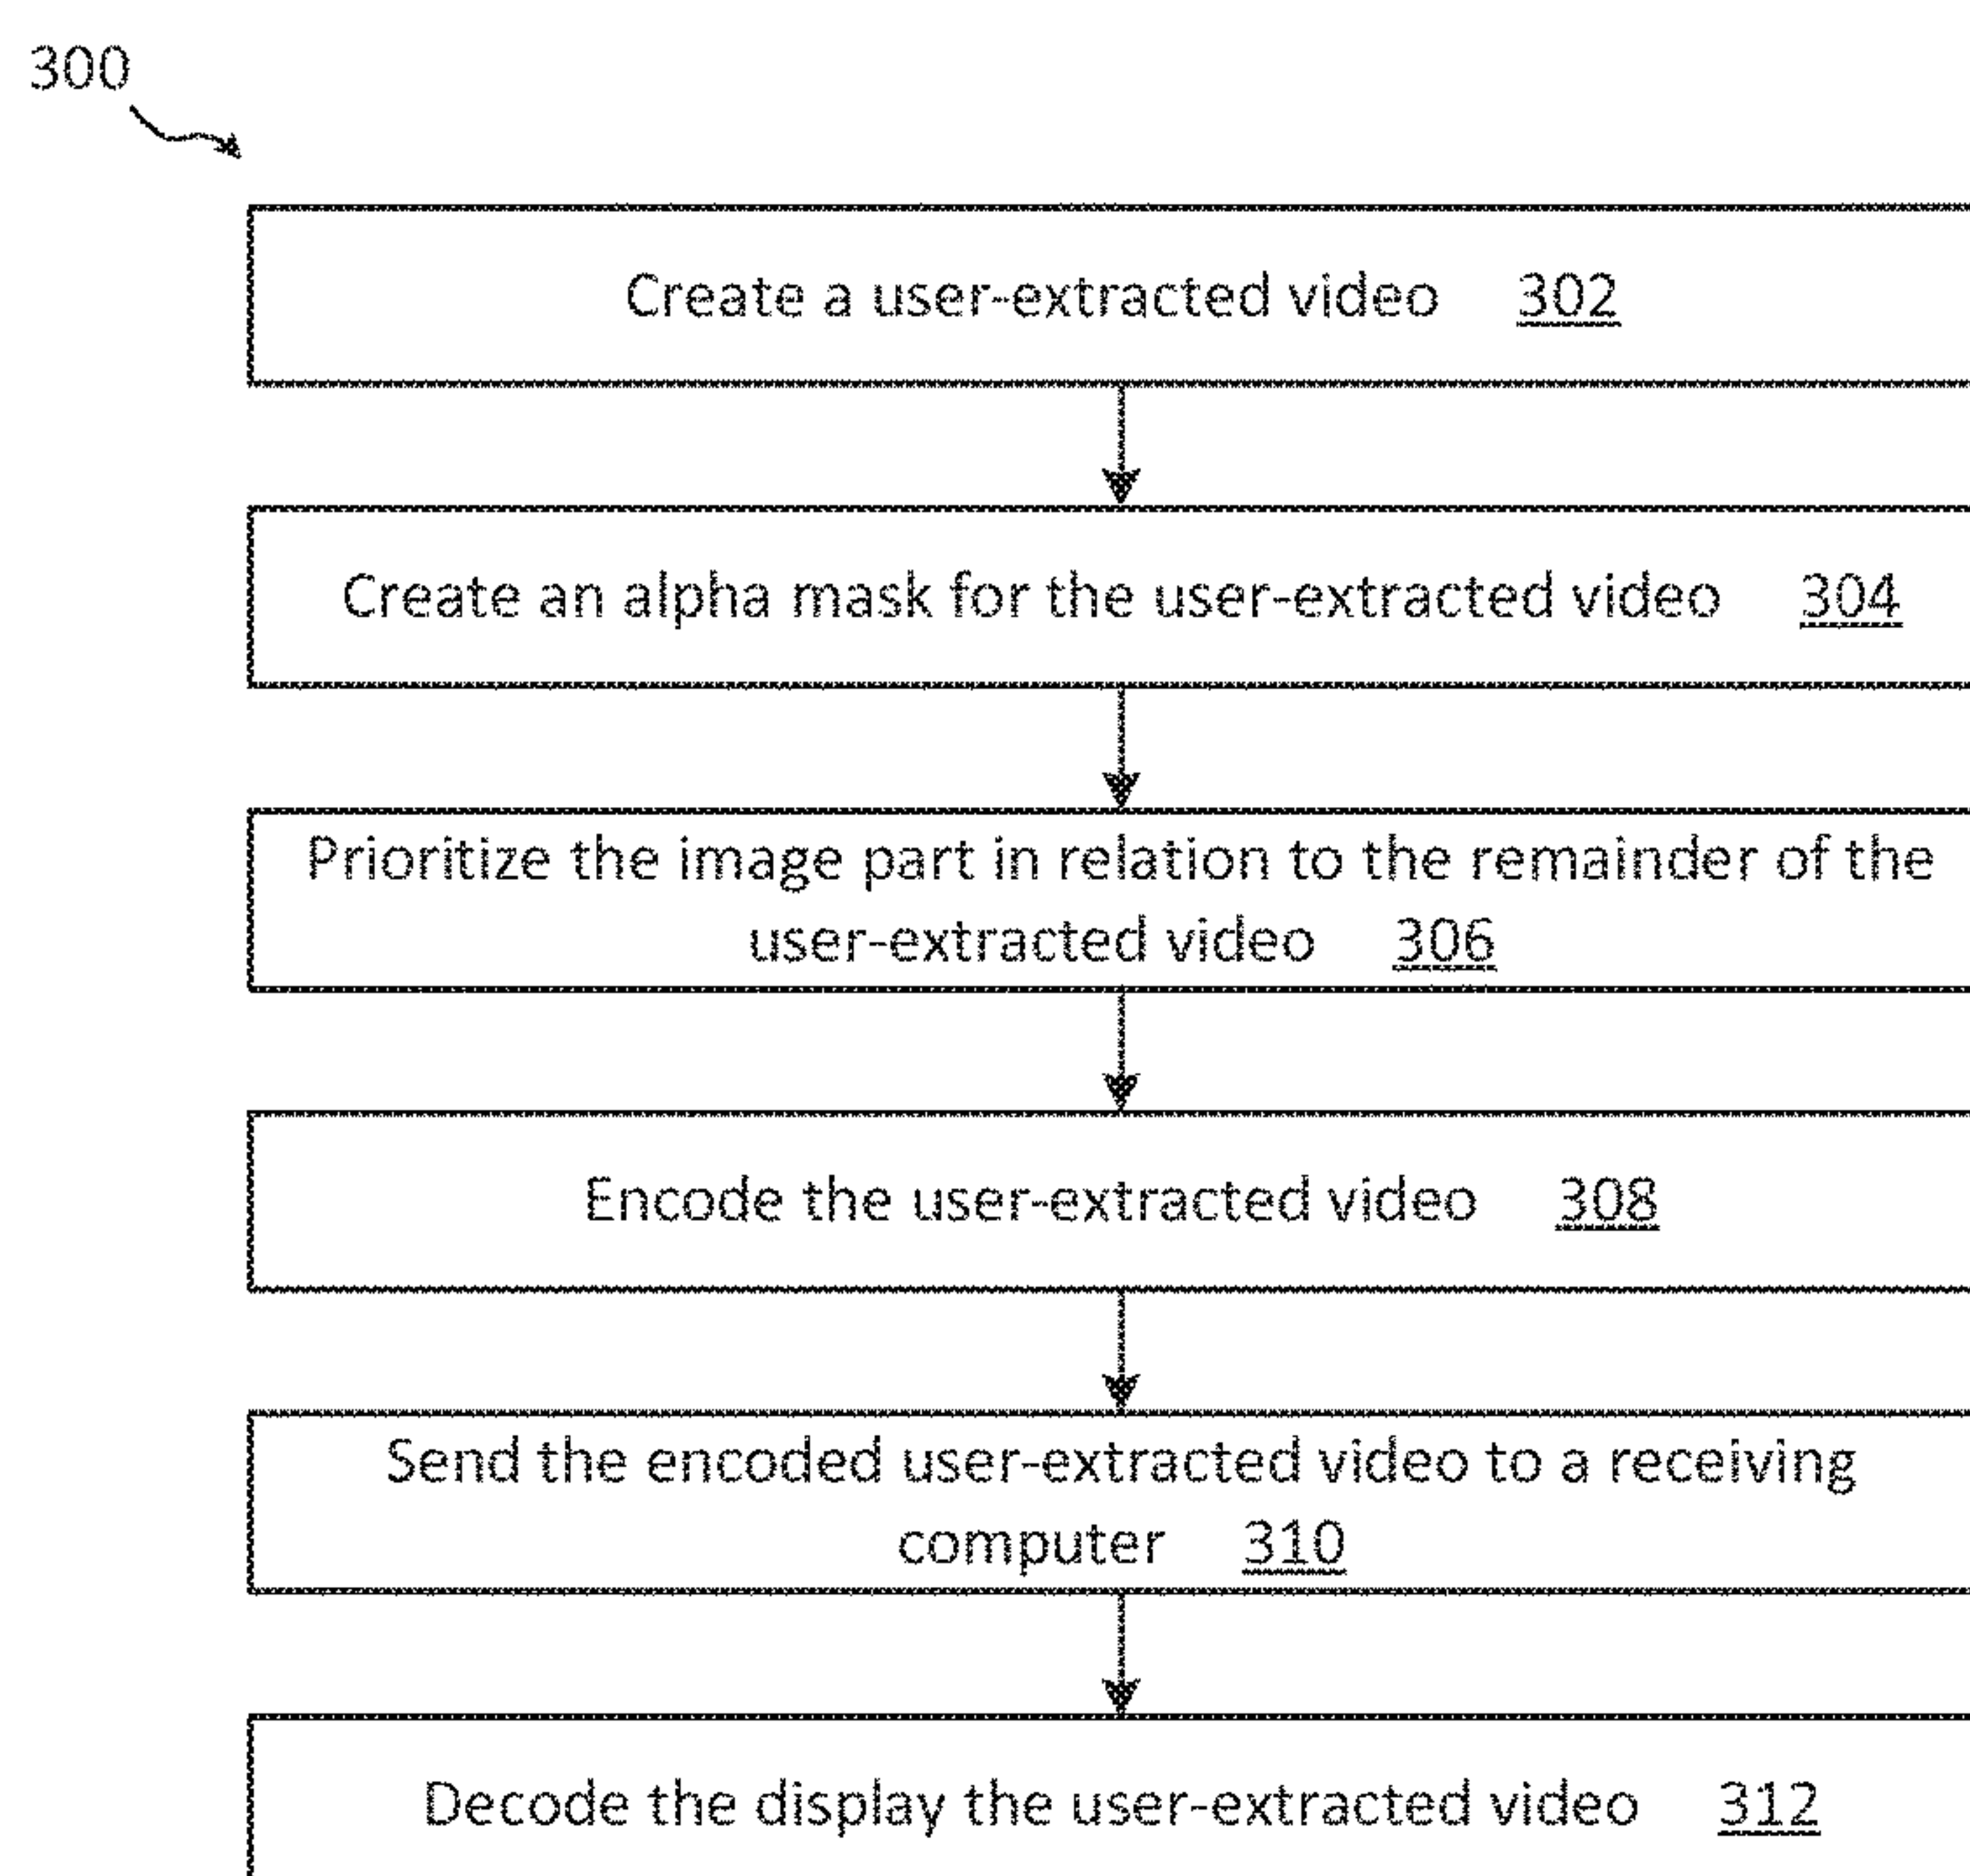 300
Create a user-extracted video 302
Create an alpha mask for the user-extracted video 304
Prioritize the image part in relation to the remainder of the
user-extracted video 306
Encode the user-extracted video 308
Send the encoded user-extracted video to a receiving
computer 310
Decode the display the user-extracted video 312